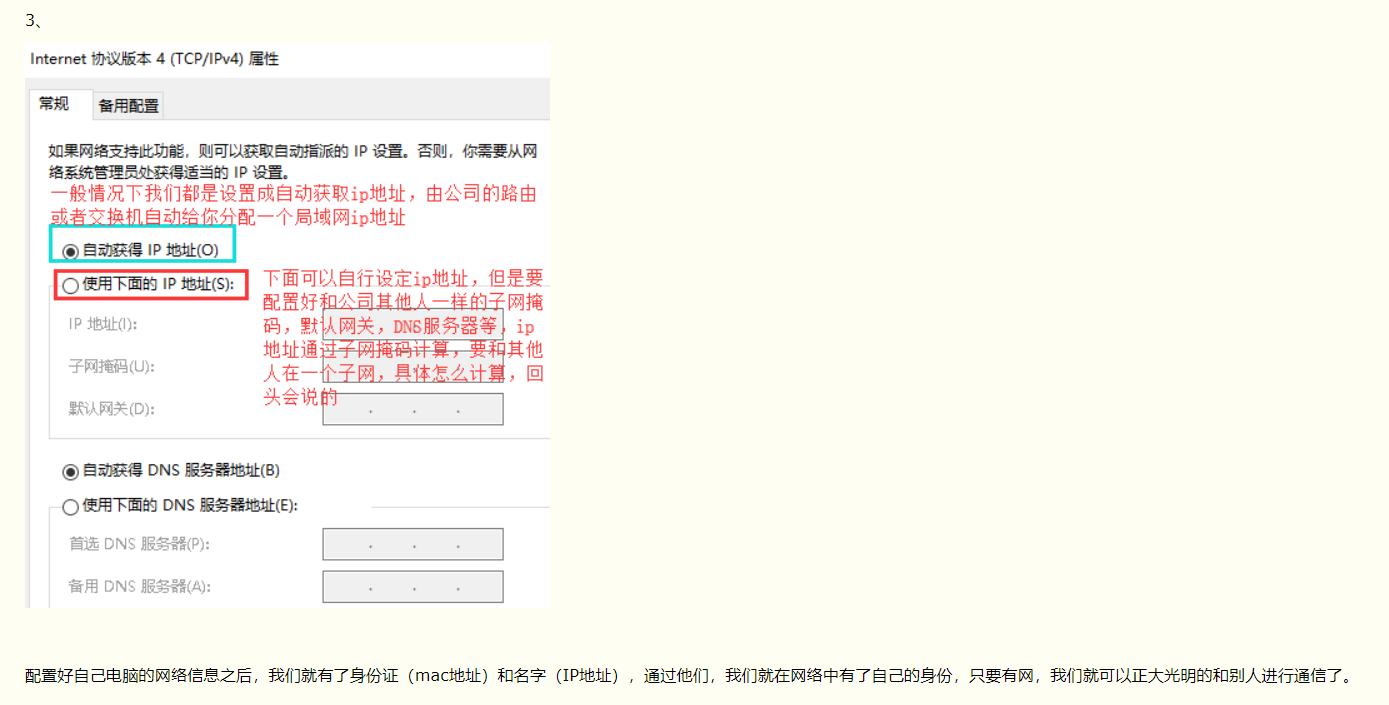 3、
Internet 协议版本 4 (TCP/IPv4) 属性
常规 备用配置
如果网络支持此功能，则可以获取自动指派的 IP 设置。否则，你需要从网
络系统管理员处获得适当的 IP 设置。
一般情况下我们都是设置成自动获取ip地址，由公司的路由
或者交换机自动给你分配一个局域网ip地址
自动获得 IP 地址(O)
使用下面的 IP 地址(S):
下面可以自行设定ip地址，但是要
配置好和公司其他人一样的子网掩
码，默认网关，DNS服务器等，ip
地址通过子网掩码计算，要和其他
人在一个子网，具体怎么计算，回
头会说的
IP 地址(I):
子网掩码(U):
默认网关(D):
自动获得 DNS 服务器地址(B)
使用下面的 DNS 服务器地址(E):
首选 DNS 服务器(P):
备用 DNS 服务器(A):
配置好自己电脑的网络信息之后，我们就有了身份证（mac地址）和名字（IP地址），通过他们，我们就在网络中有了自己的身份，只要有网，我们就可以正大光明的和别人进行通信了。